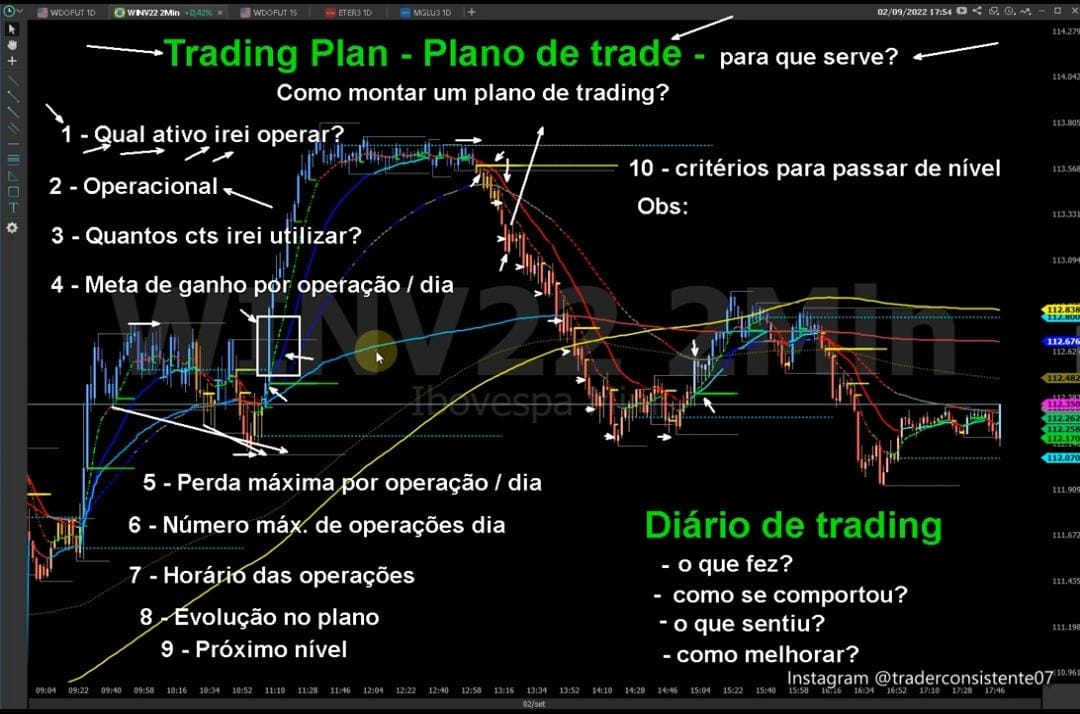 WDOFUT 1D WINV22 2Min +0,42% WDOFUT 15 ETER3 1D MGLU3 1D 02/09/2022 17:54
Trading Plan - Plano de trade - para que serve?
Como montar um plano de trading?
1 - Qual ativo irei operar?
2 - Operacional
3 - Quantos cts irei utilizar?
4 - Meta de ganho por operação / dia
10 - critérios para passar de nível
Obs:
WINV22 2Min
5 - Perda máxima por operação / dia
6 - Número máx. de operações dia
7 - Horário das operações
8 - Evolução no plano
9 - Próximo nível
Diário de trading
- o que fez?
- como se comportou?
- o que sentiu?
- como melhorar?
Instagram @traderconsistente07
114.279
114.042
113.805
113.568
113.331
113.094
112.838
112.800
112.676
112.620
112.482
112.383
112.350
112.262
112.258
112.170
112.070
111.909
111.672
111.435
111.198
110.961
09:04 09:22 09:40 09:58 10:16 10:34 10:52 11:10 11:28 11:46 12:04 12:22 12:40 12:58 13:16 13:34 13:52 14:10 14:28 14:46 15:04 15:22 15:40 15:58 16:16 16:34 16:52 17:10 17:28 17:46
02/set